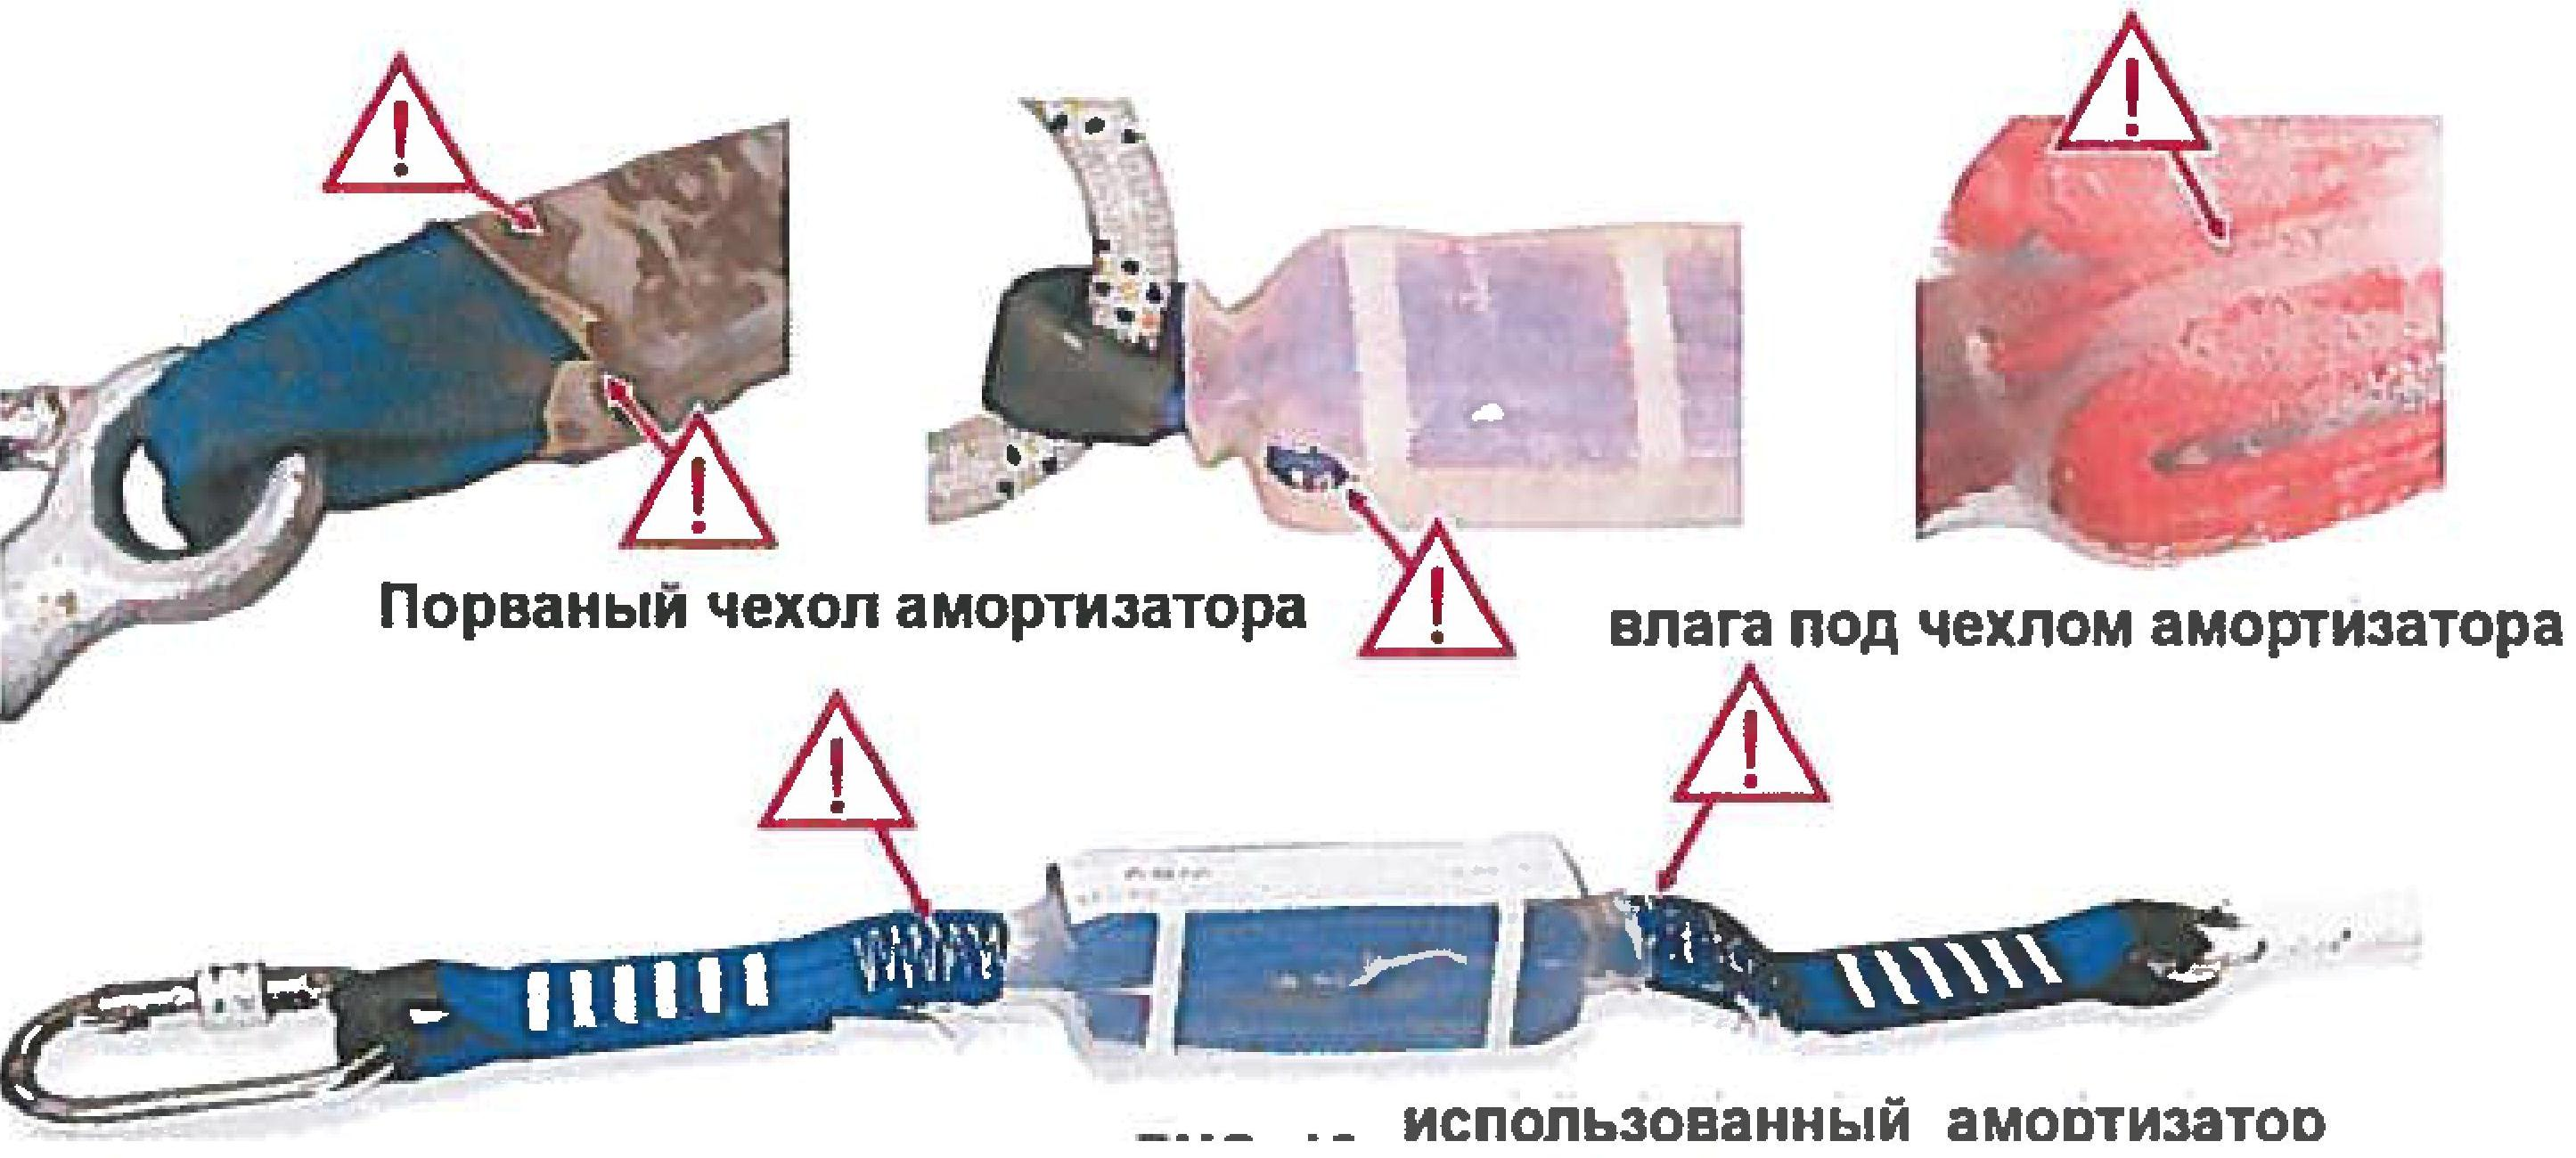 Порваный чехол амортизатора
влага под чехлом амортизатора
использованный амортизатор